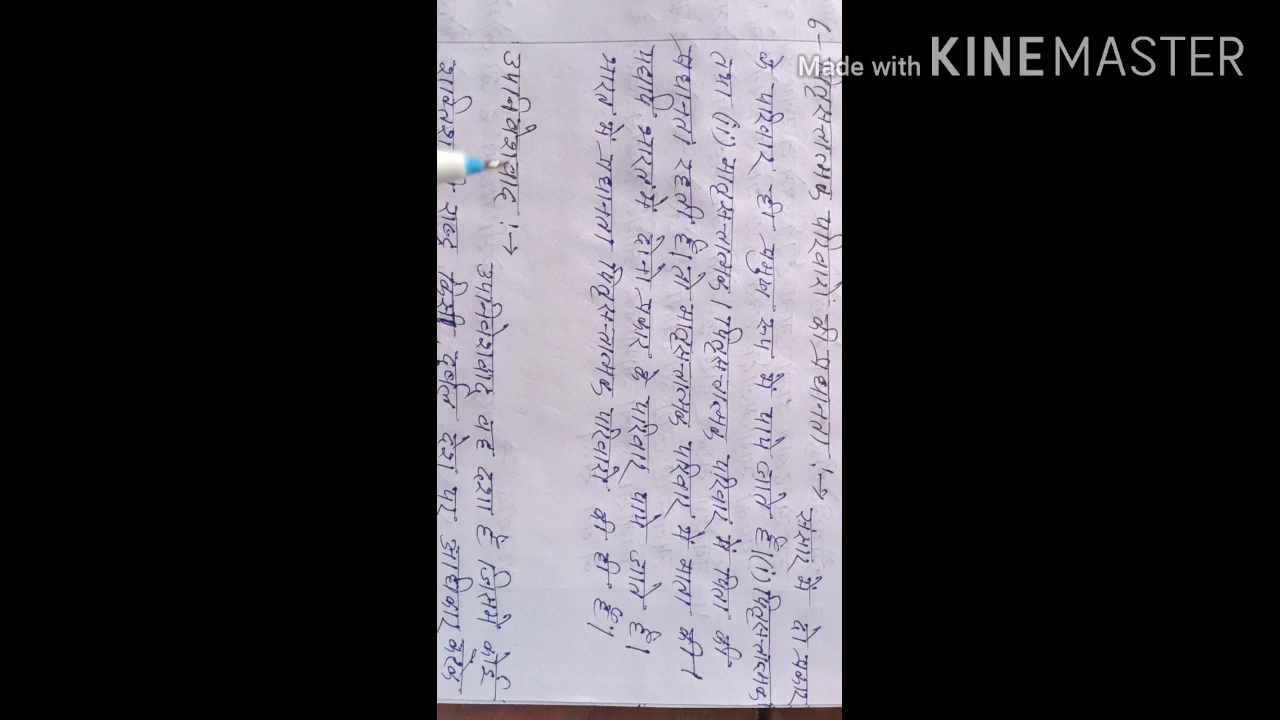 Made with KINEMASTER
6→ पितृसत्तात्मक परिवारों की प्रधानता :→ संसार में दो प्रकार
के परिवार ही प्रमुख रूप में पाये जाते हैं। (i) पितृसत्तात्मक
तथा (ii) मातृसत्तात्मक। पितृसत्तात्मक परिवार में पिता की
प्रधानता रहती है। तो मातृसत्तात्मक परिवार में माता की।
यद्यपि भारत में दोनो प्रकार के परिवार पाये जाते है।
भारत में प्रधानता पितृसत्तात्मक परिवारो की ही है।
उपनिवेशवाद :→
उपनिवेशवाद वह दशा है जिसमे कोई
राष्ट्र किसी दुर्बल देश पर अधिकार करके